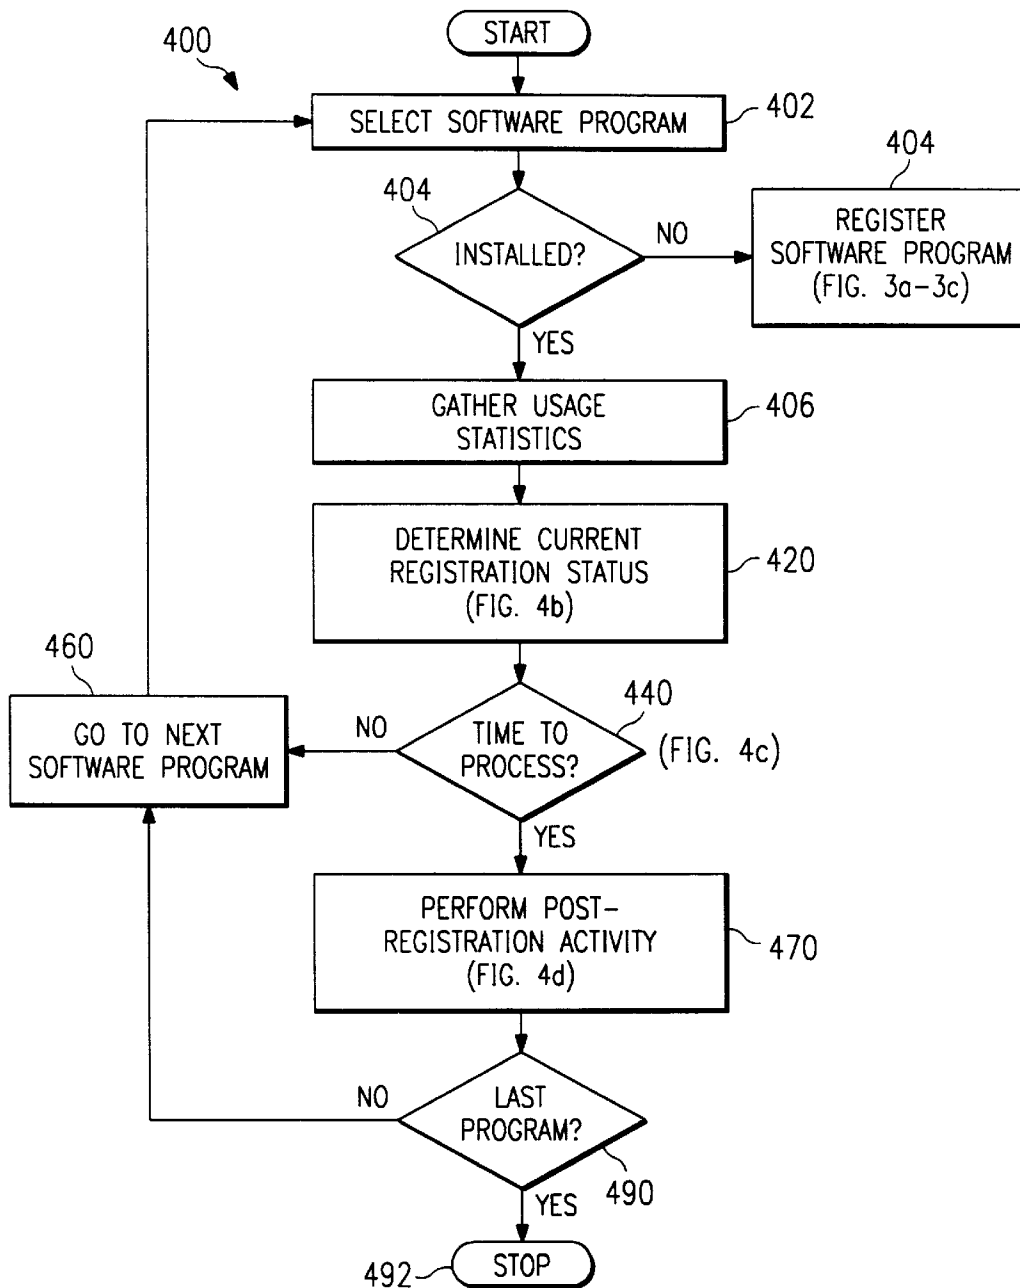 START
400
SELECT SOFTWARE PROGRAM
402
404
INSTALLED?
NO
404
REGISTER
SOFTWARE PROGRAM
(FIG. 3a-3c)
YES
GATHER USAGE
STATISTICS
406
DETERMINE CURRENT
REGISTRATION STATUS
(FIG. 4b)
420
460
GO TO NEXT
SOFTWARE PROGRAM
NO
TIME TO
PROCESS?
440
(FIG. 4c)
YES
PERFORM POST-
REGISTRATION ACTIVITY
(FIG. 4d)
470
NO
LAST
PROGRAM?
490
YES
STOP
492